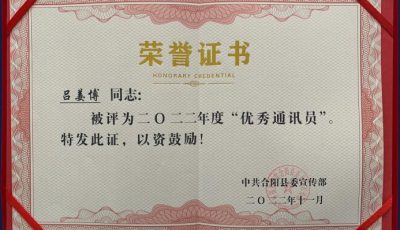 荣誉证书
HONORARY CREDENTIAL
吕姜博 同志：
被评为二〇二二年度“优秀通讯员”。
特发此证，以资鼓励！
中共合阳县委宣传部
二〇二二年十一月